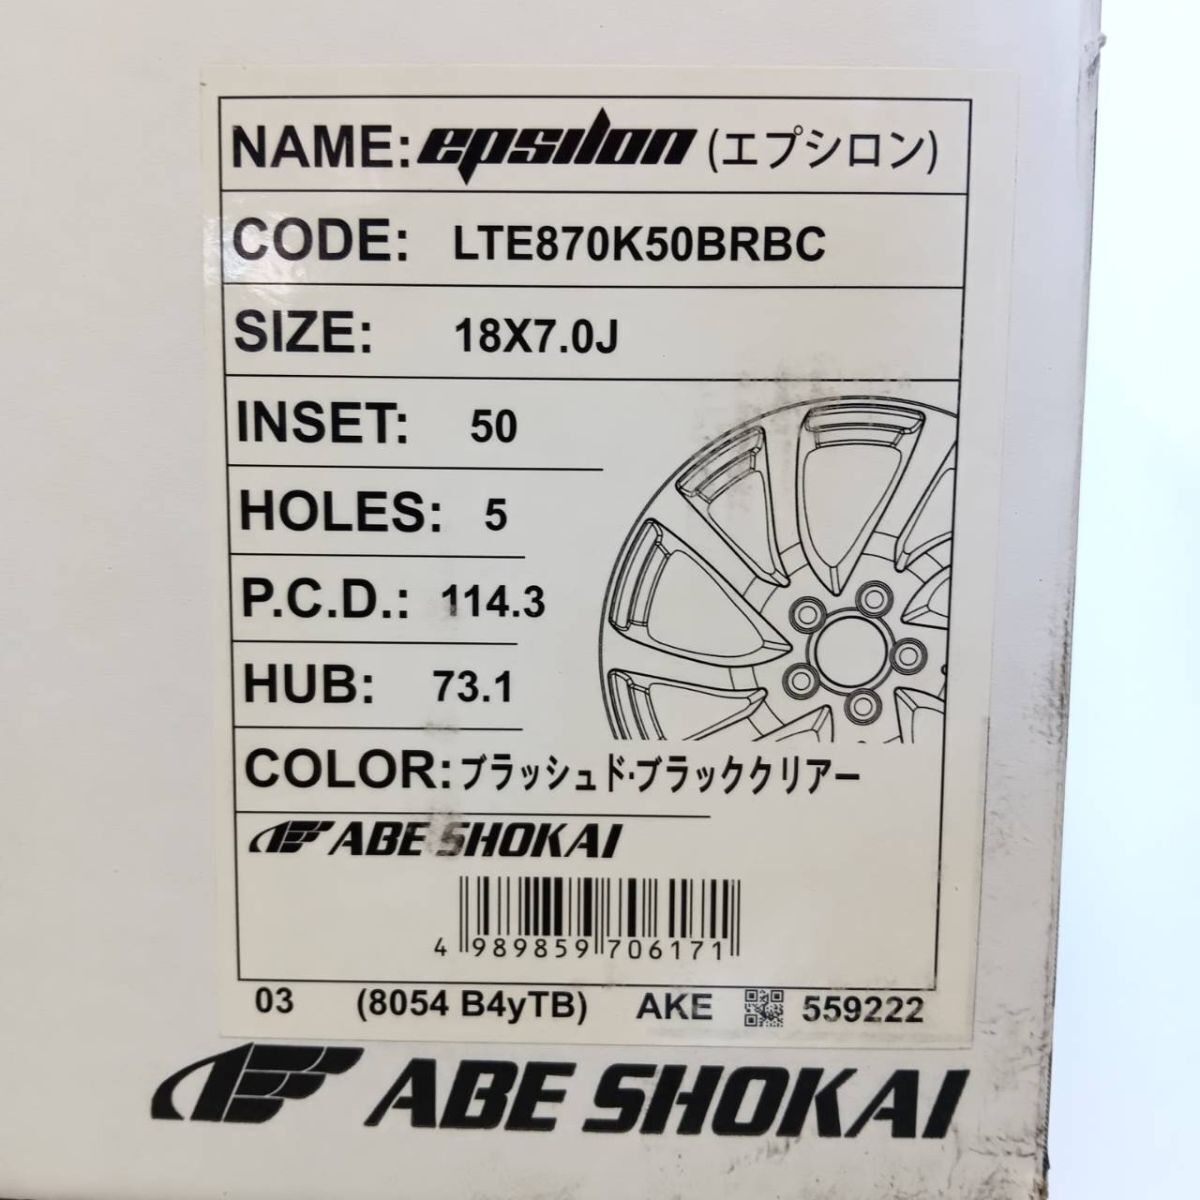 NAME: epsilon (エプシロン)
CODE: LTE870K50BRBC
SIZE: 18X7.0J
INSET: 50
HOLES: 5
P.C.D.: 114.3
HUB: 73.1
COLOR: ブラッシュド・ブラッククリアー
ABE SHOKAI
4 989859 706171
03 (8054 B4yTB) AKE 559222
ABE SHOKAI